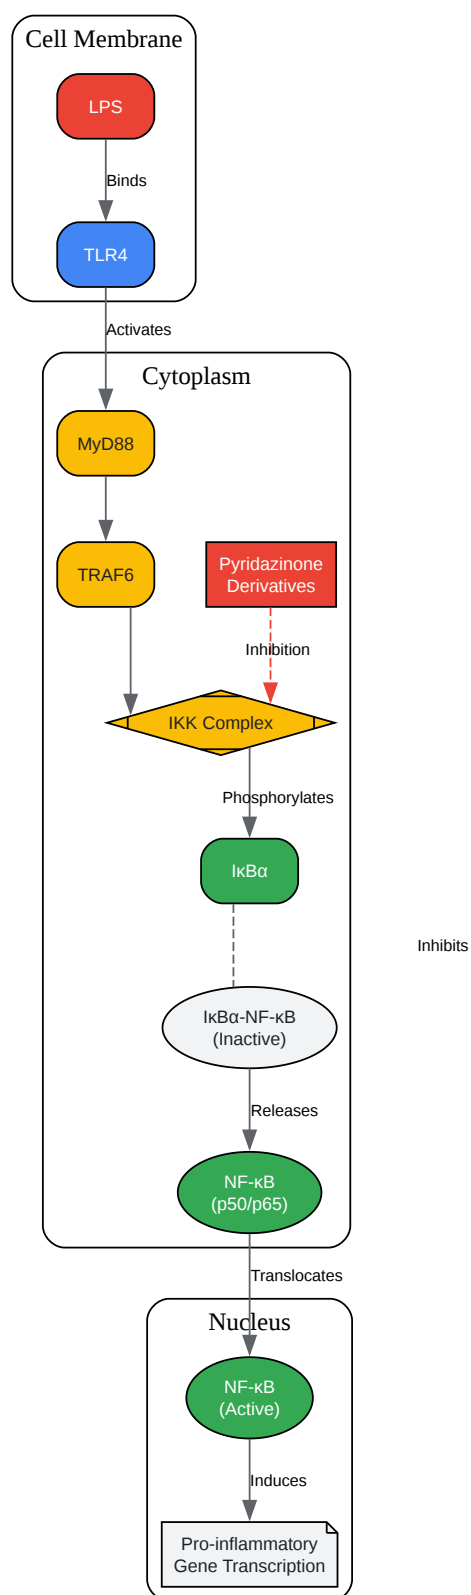 Cell Membrane
LPS
Binds
TLR4
Activates
Cytoplasm
MyD88
TRAF6
Pyridazinone
Derivatives
Inhibition
IKK Complex
Phosphorylates
IκBα
Inhibits
IκBα-NF-κB
(Inactive)
Releases
NF-κB
(p50/p65)
Translocates
Nucleus
NF-κB
(Active)
Induces
Pro-inflammatory
Gene Transcription